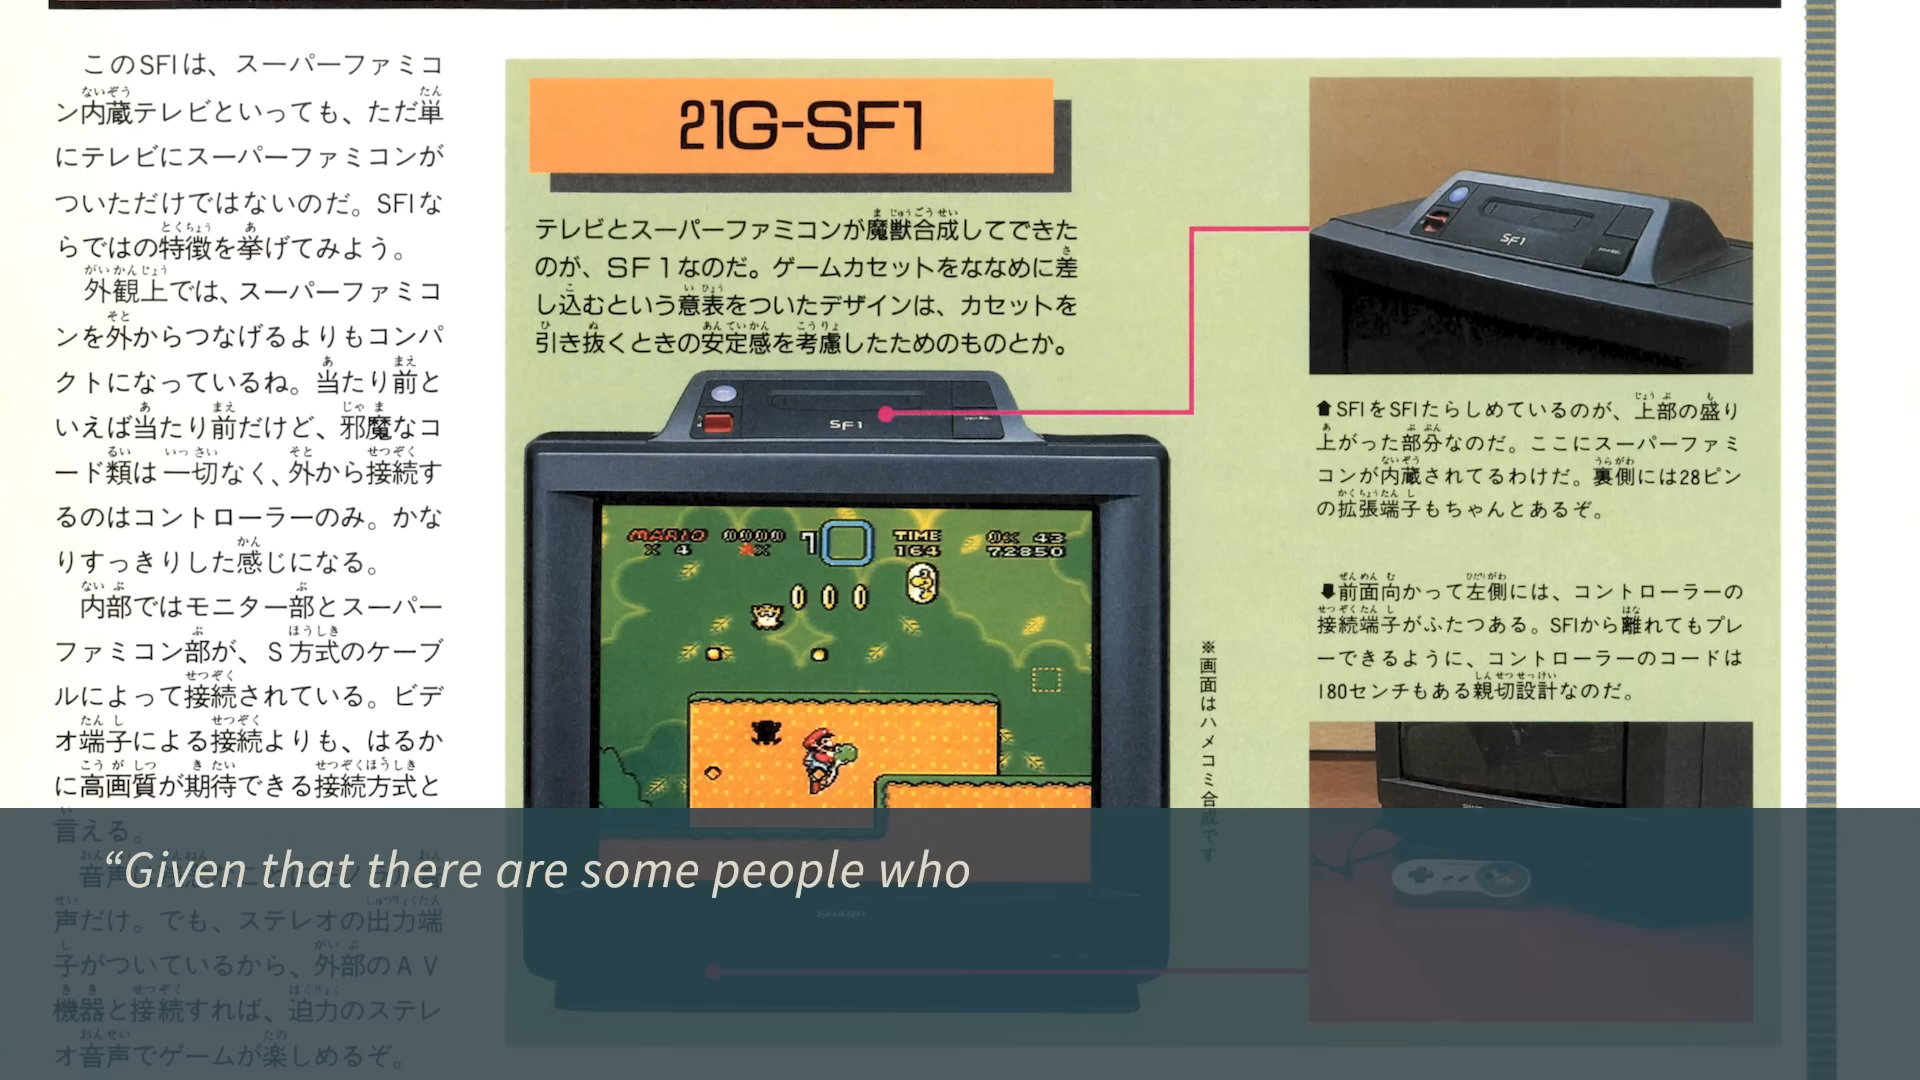 このSF1は、スーパーファミコ
ン内蔵テレビといっても、ただ単
にテレビにスーパーファミコンが
ついただけではないのだ。SF1な
らではの特徴を挙げてみよう。
外観上では、スーパーファミコ
ンを外からつなげるよりもコンパ
クトになっているね。当たり前と
いえば当たり前だけど、邪魔なコ
ード類は一切なく、外から接続す
るのはコントローラーのみ。かな
りすっきりした感じになる。
内部ではモニター部とスーパー
ファミコン部が、S方式のケーブ
ルによって接続されている。ビデ
オ端子による接続よりも、はるか
に高画質が期待できる接続方式と
言える。
声だけ。でも、ステレオの出力端
子がついているから、外部のAV
機器と接続すれば、迫力のステレ
オ音声でゲームが楽しめるぞ。
21G-SF1
テレビとスーパーファミコンが魔獣合成してできた
のが、SF1なのだ。ゲームカセットをななめに差
し込むという意表をついたデザインは、カセットを
引き抜くときの安定感を考慮したためのものとか。
SF1
MARIO 0000 7 TIME 0× 43
× 4 ★× 164 72850
SHARP
※画面はハメコミ合成です
SF1
⬆SF1をSF1たらしめているのが、上部の盛り
上がった部分なのだ。ここにスーパーファミ
コンが内蔵されてるわけだ。裏側には28ピン
の拡張端子もちゃんとあるぞ。
⬇前面向かって左側には、コントローラーの
接続端子がふたつある。SF1から離れてもプレ
ーできるように、コントローラーのコードは
180センチもある親切設計なのだ。
“Given that there are some people who